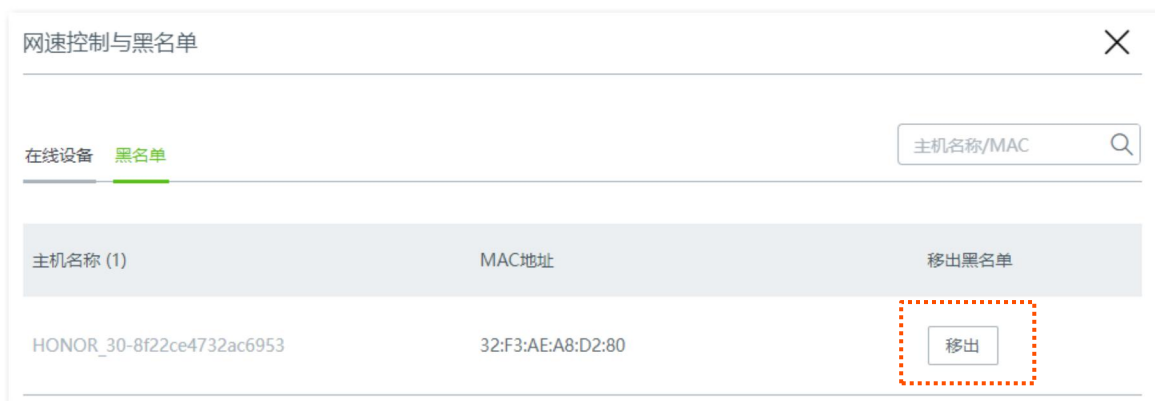 网速控制与黑名单
在线设备 黑名单 主机名称/MAC
主机名称 (1) MAC地址 移出黑名单
HONOR_30-8f22ce4732ac6953 32:F3:AE:A8:D2:80 移出